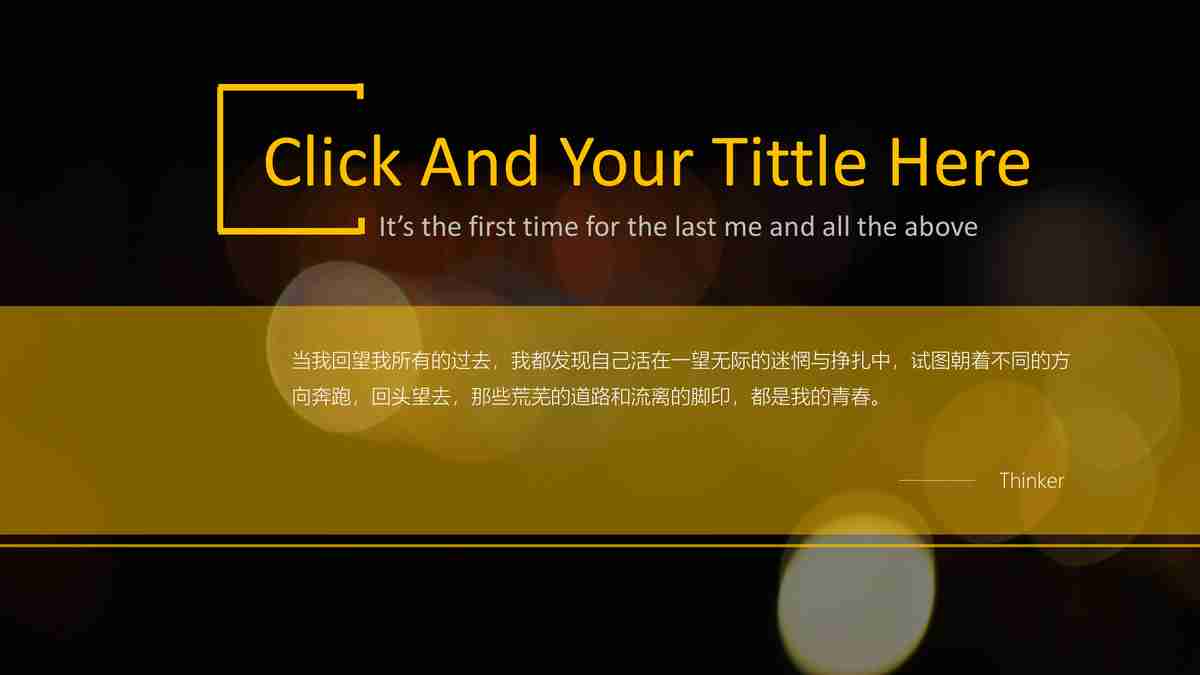 Click And Your Tittle Here
It’s the first time for the last me and all the above
当我回望我所有的过去，我都发现自己活在一望无际的迷惘与挣扎中，试图朝着不同的方
向奔跑，回头望去，那些荒芜的道路和流离的脚印，都是我的青春。
Thinker